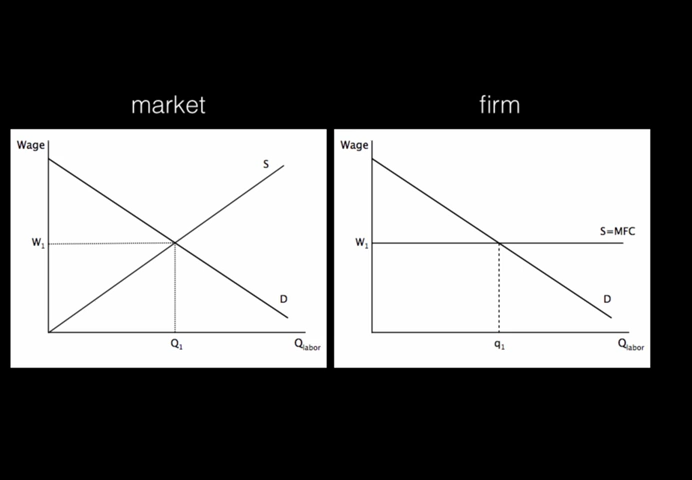 market
firm
Wage
S
W₁
D
Q₁
Qlabor
Wage
S=MFC
W₁
D
q₁
Qlabor